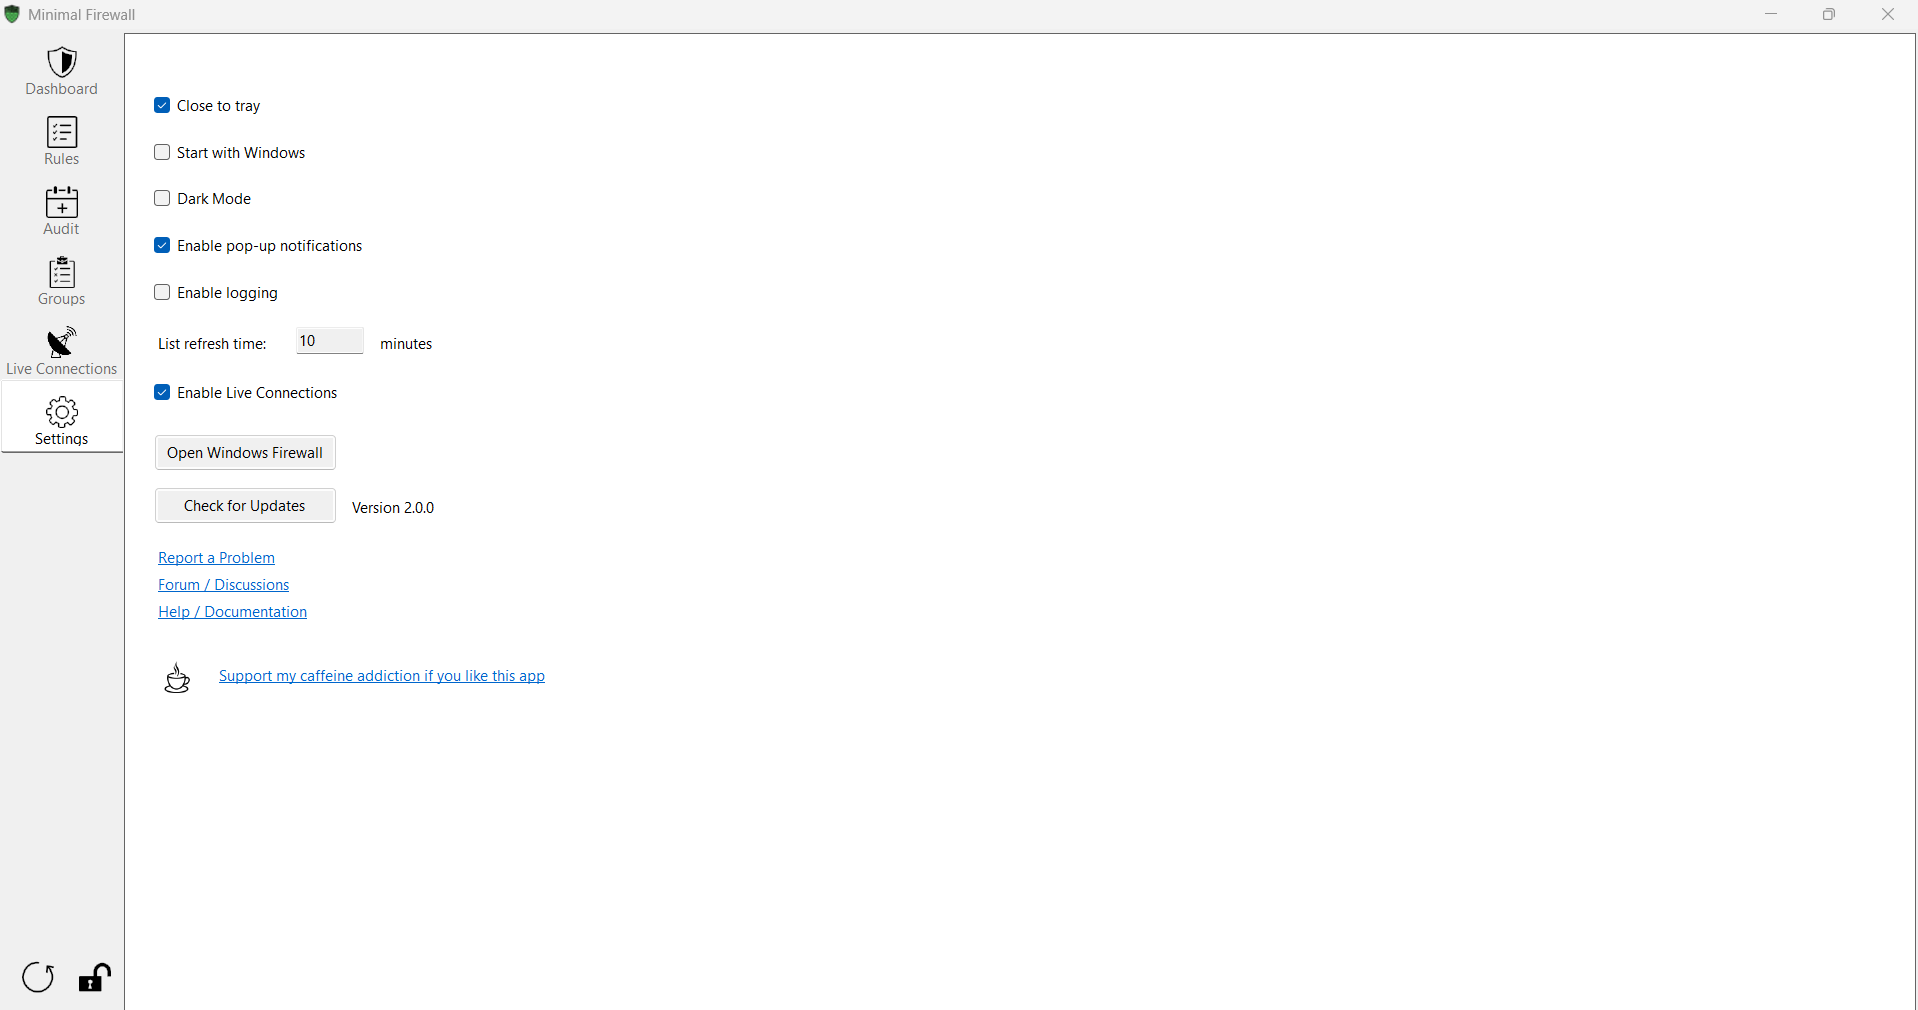 Minimal Firewall
Dashboard
Rules
Audit
Groups
Live Connections
Settings
Close to tray
Start with Windows
Dark Mode
Enable pop-up notifications
Enable logging
List refresh time: 10 minutes
Enable Live Connections
Open Windows Firewall
Check for Updates Version 2.0.0
Report a Problem
Forum / Discussions
Help / Documentation
Support my caffeine addiction if you like this app